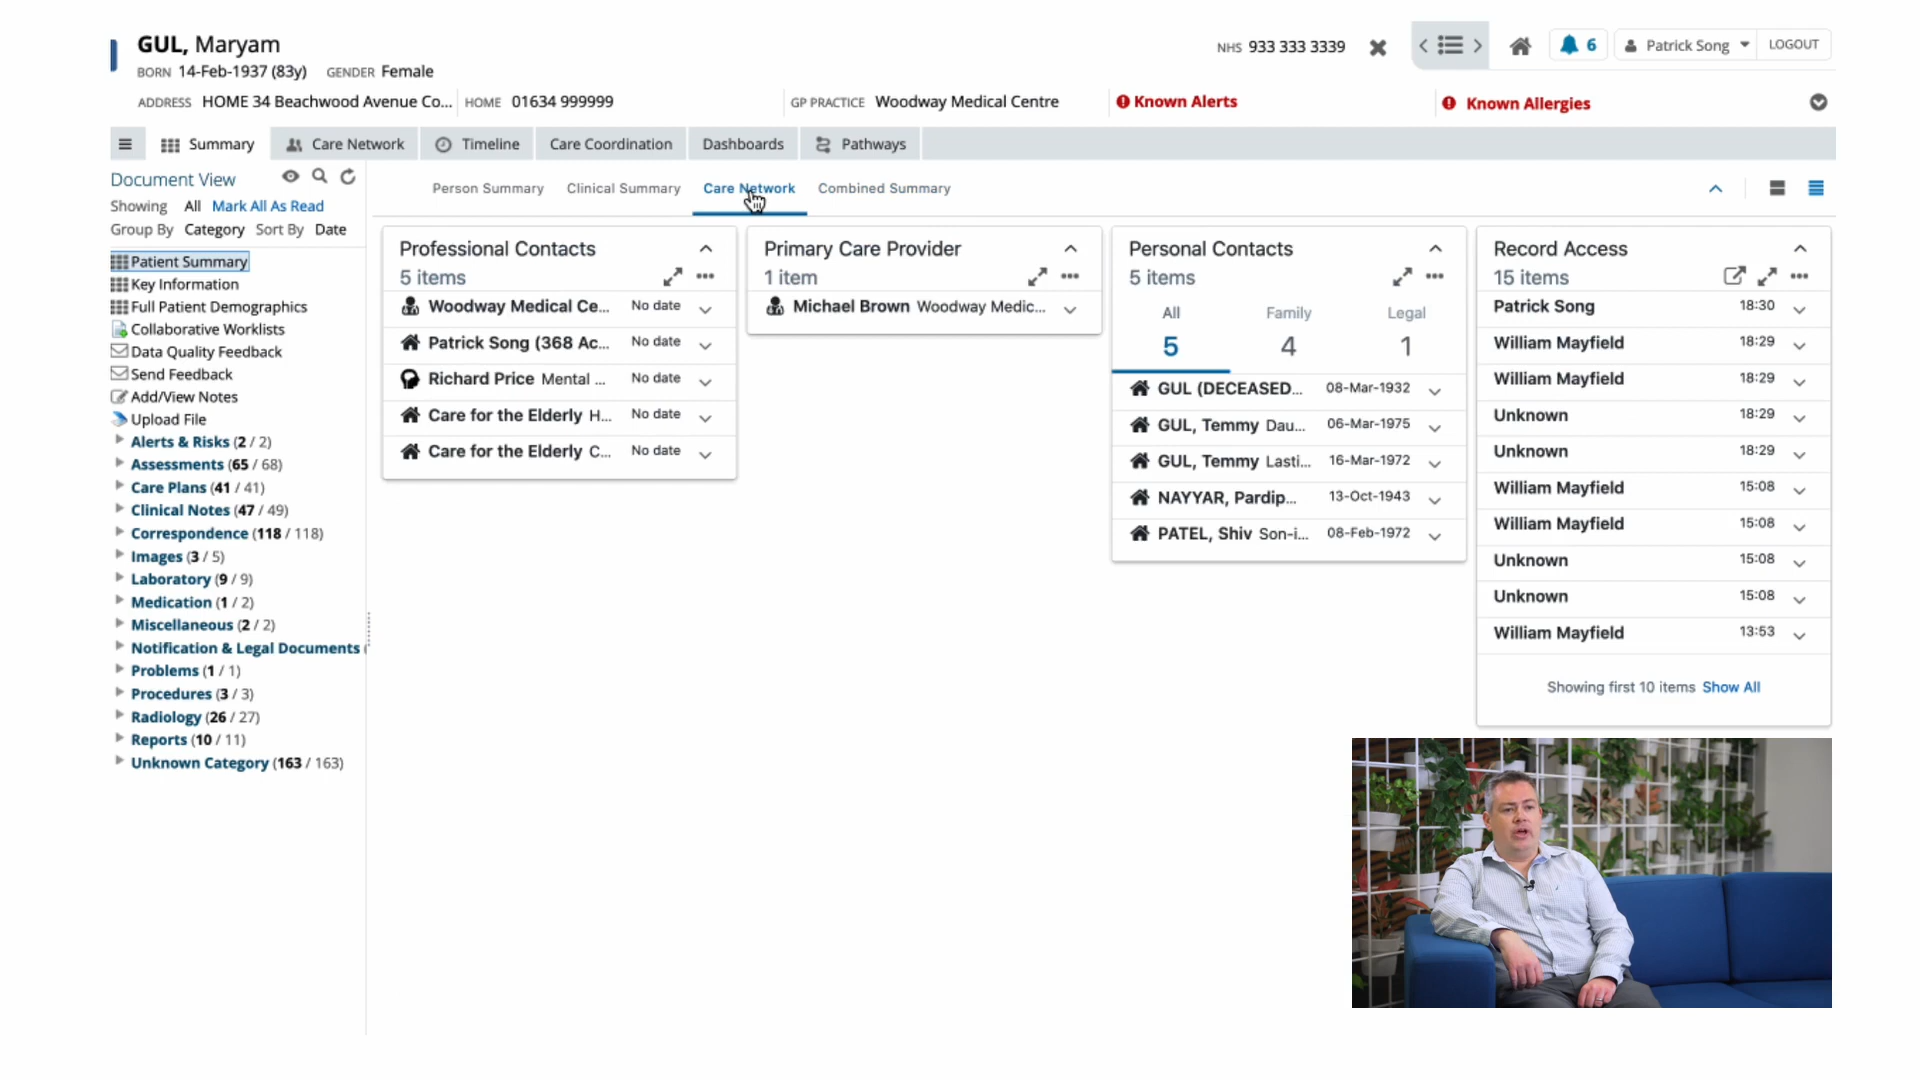 GUL, Maryam
BORN 14-Feb-1937 (83y) GENDER Female
NHS 933 333 3339
6
Patrick Song
LOGOUT
ADDRESS HOME 34 Beachwood Avenue Co... HOME 01634 999999
GP PRACTICE Woodway Medical Centre
Known Alerts
Known Allergies
Summary
Care Network
Timeline
Care Coordination
Dashboards
Pathways
Document View
Showing All Mark All As Read
Group By Category Sort By Date
Patient Summary
Key Information
Full Patient Demographics
Collaborative Worklists
Data Quality Feedback
Send Feedback
Add/View Notes
Upload File
Alerts & Risks (2 / 2)
Assessments (65 / 68)
Care Plans (41 / 41)
Clinical Notes (47 / 49)
Correspondence (118 / 118)
Images (3 / 5)
Laboratory (9 / 9)
Medication (1 / 2)
Miscellaneous (2 / 2)
Notification & Legal Documents (
Problems (1 / 1)
Procedures (3 / 3)
Radiology (26 / 27)
Reports (10 / 11)
Unknown Category (163 / 163)
Person Summary
Clinical Summary
Care Network
Combined Summary
Professional Contacts
5 items
Woodway Medical Ce... No date
Patrick Song (368 Ac... No date
Richard Price Mental ... No date
Care for the Elderly H... No date
Care for the Elderly C... No date
Primary Care Provider
1 item
Michael Brown Woodway Medic...
Personal Contacts
5 items
All Family Legal
5 4 1
GUL (DECEASED... 08-Mar-1932
GUL, Temmy Dau... 06-Mar-1975
GUL, Temmy Lasti... 16-Mar-1972
NAYYAR, Pardip... 13-Oct-1943
PATEL, Shiv Son-i... 08-Feb-1972
Record Access
15 items
Patrick Song 18:30
William Mayfield 18:29
William Mayfield 18:29
Unknown 18:29
Unknown 18:29
William Mayfield 15:08
William Mayfield 15:08
Unknown 15:08
Unknown 15:08
William Mayfield 13:53
Showing first 10 items Show All